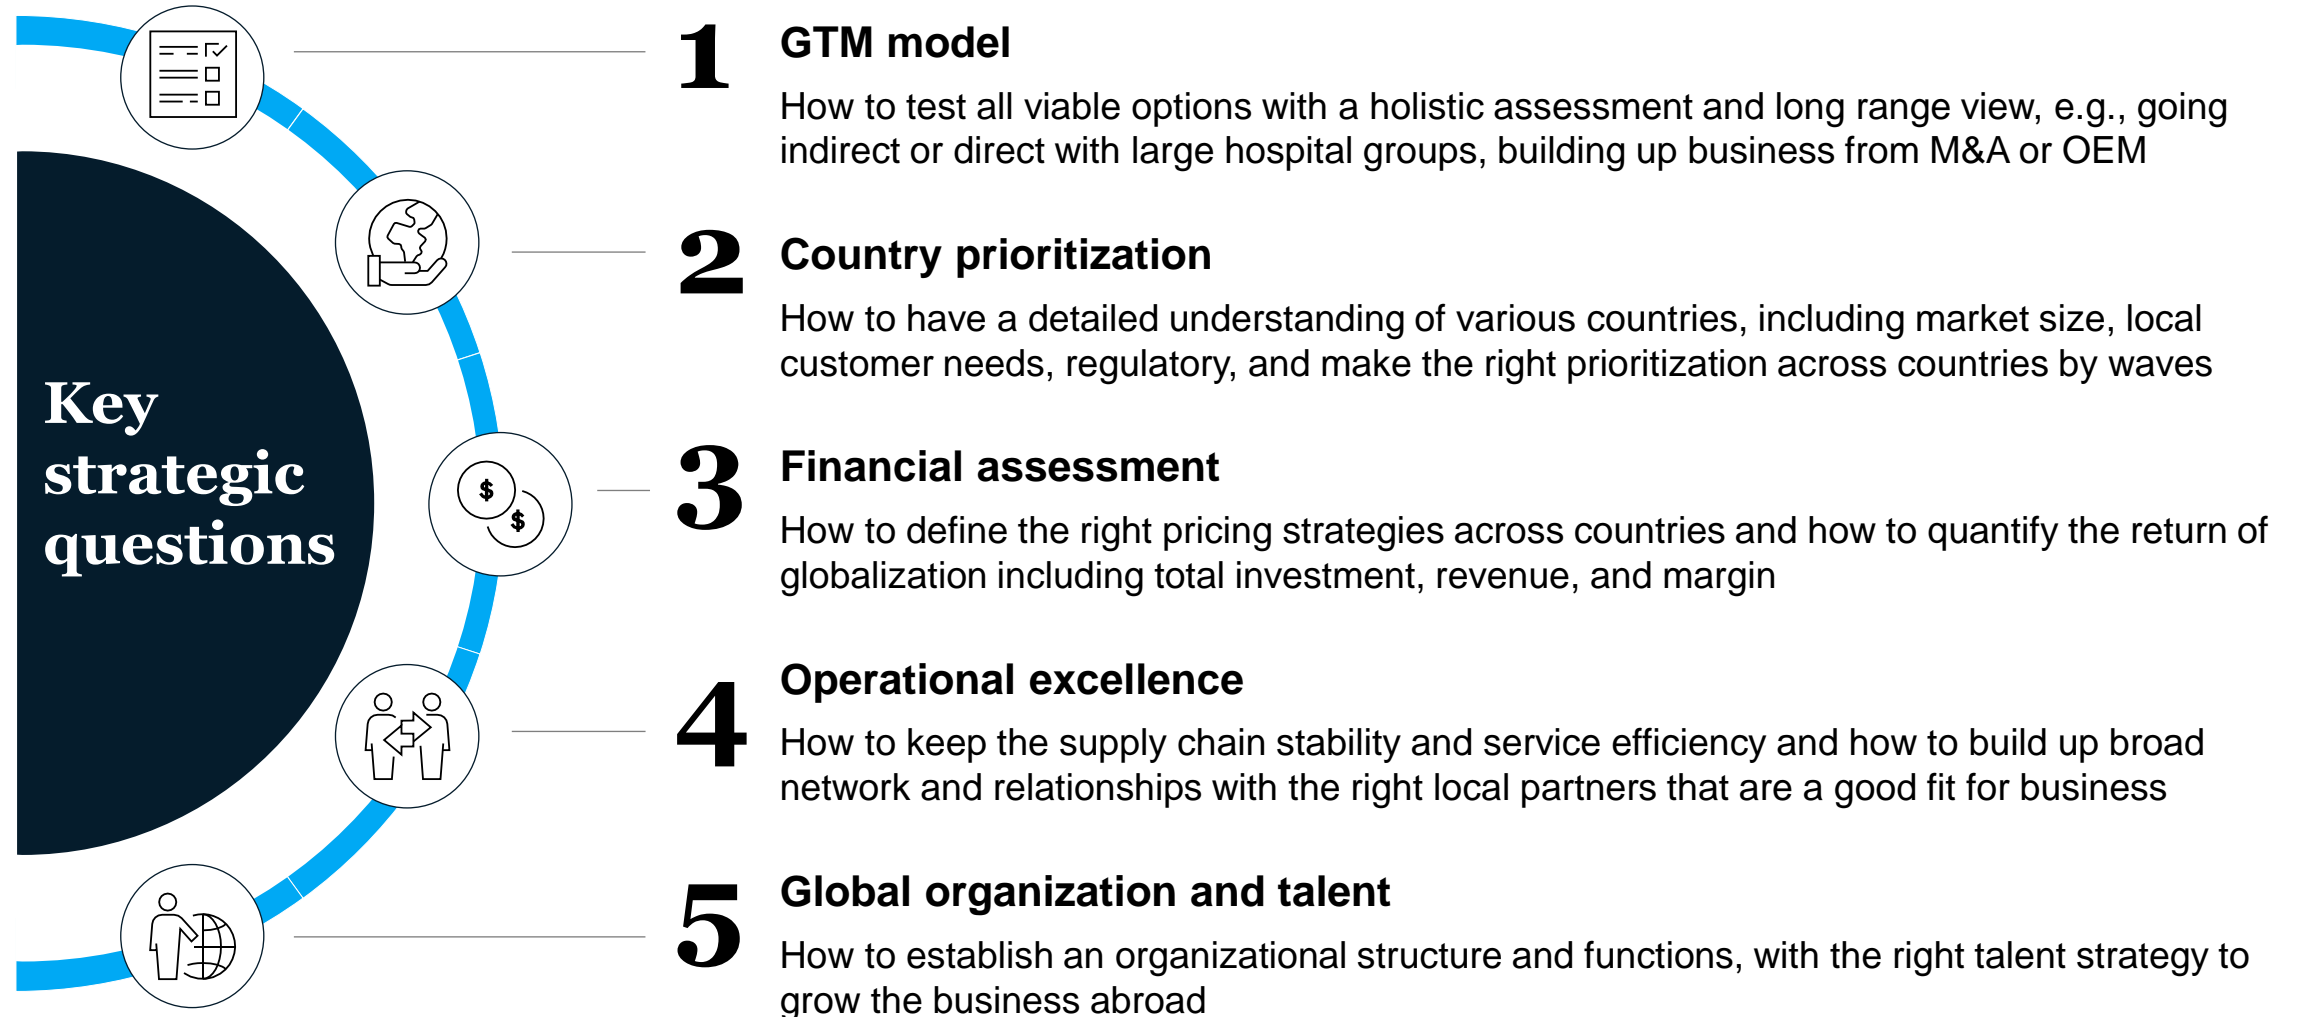 Key
strategic
questions
1
GTM model
How to test all viable options with a holistic assessment and long range view, e.g., going
indirect or direct with large hospital groups, building up business from M&A or OEM
2
Country prioritization
How to have a detailed understanding of various countries, including market size, local
customer needs, regulatory, and make the right prioritization across countries by waves
3
Financial assessment
How to define the right pricing strategies across countries and how to quantify the return of
globalization including total investment, revenue, and margin
4
Operational excellence
How to keep the supply chain stability and service efficiency and how to build up broad
network and relationships with the right local partners that are a good fit for business
5
Global organization and talent
How to establish an organizational structure and functions, with the right talent strategy to
grow the business abroad
$
$